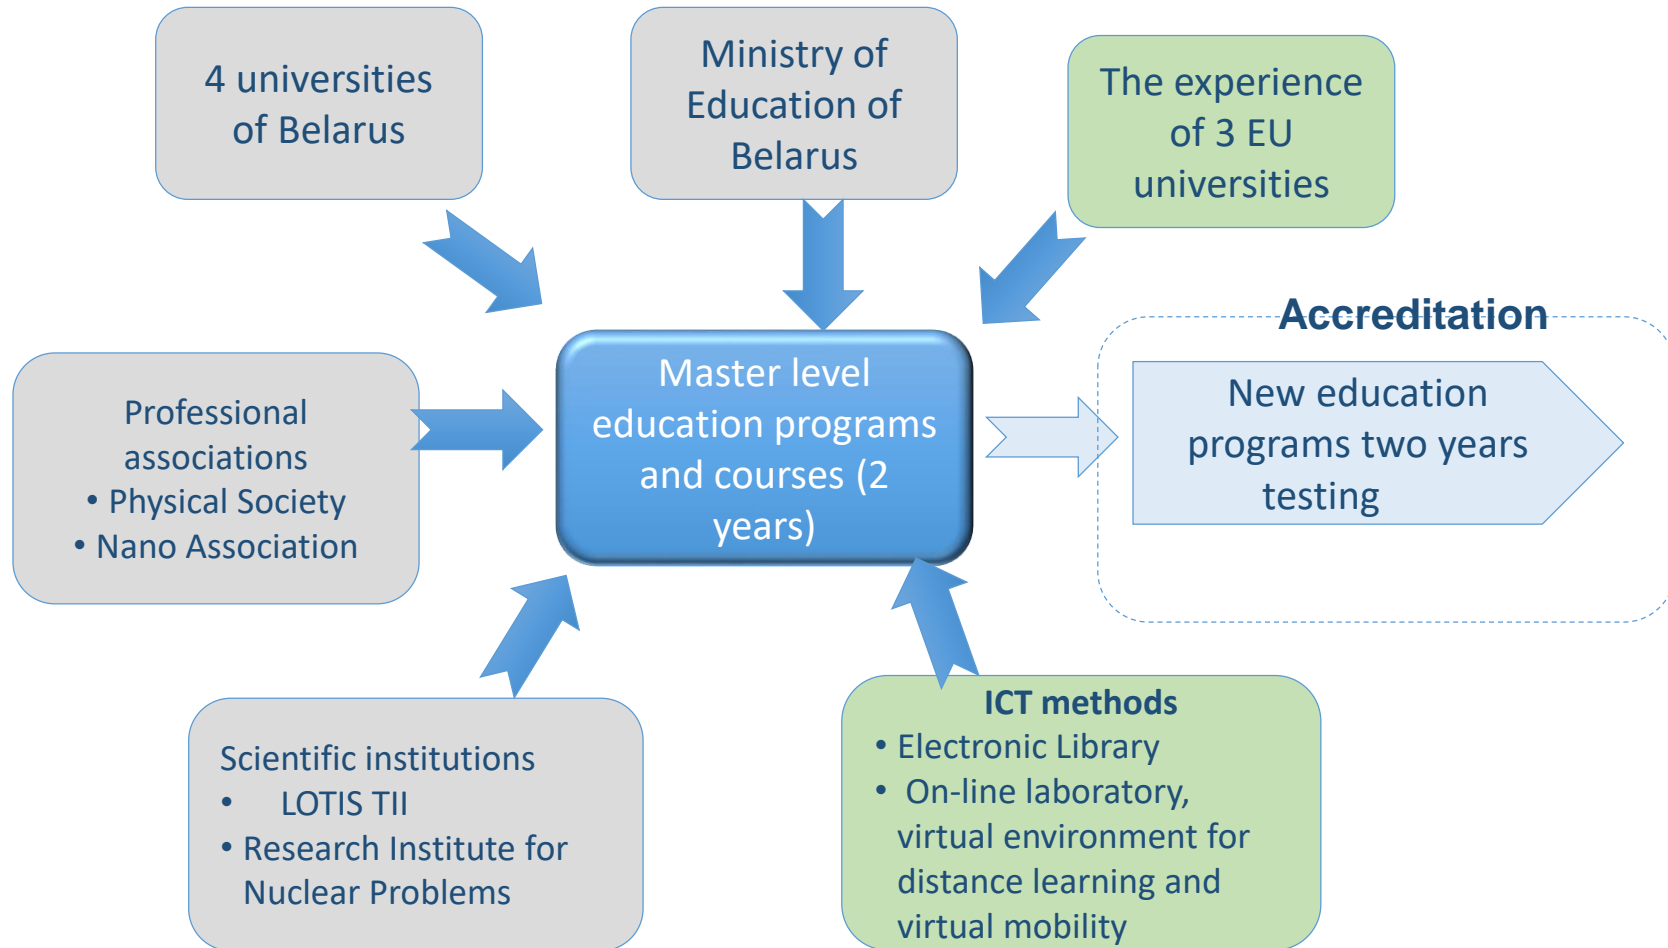 4 universities
of Belarus
Ministry of
Education of
Belarus
The experience
of 3 EU
universities
Accreditation
Professional
associations
• Physical Society
• Nano Association
Master level
education programs
and courses (2
years)
New education
programs two years
testing
Scientific institutions
• LOTIS TII
• Research Institute for
Nuclear Problems
ICT methods
• Electronic Library
• On-line laboratory,
virtual environment for
distance learning and
virtual mobility